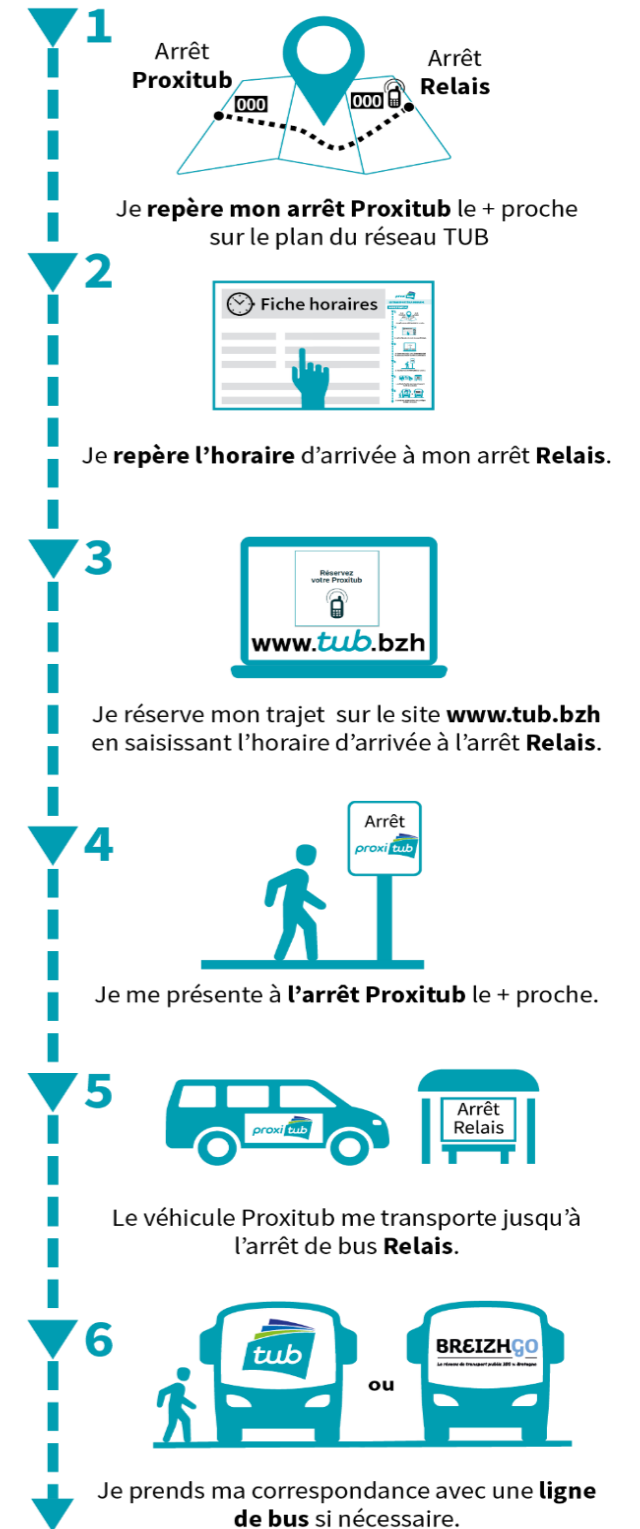 1
Arrêt
Proxitub
Arrêt
Relais
000
000
Je repère mon arrêt Proxitub le + proche
sur le plan du réseau TUB
2
Fiche horaires
Je repère l'horaire d'arrivée à mon arrêt Relais.
3
Réservez
votre Proxitub
www.tub.bzh
Je réserve mon trajet sur le site www.tub.bzh
en saisissant l'horaire d'arrivée à l'arrêt Relais.
4
Arrêt
proxitub
Je me présente à l'arrêt Proxitub le + proche.
5
proxitub
Arrêt
Relais
Le véhicule Proxitub me transporte jusqu'à
l'arrêt de bus Relais.
6
tub
ou
BREIZHGO
Je prends ma correspondance avec une ligne
de bus si nécessaire.